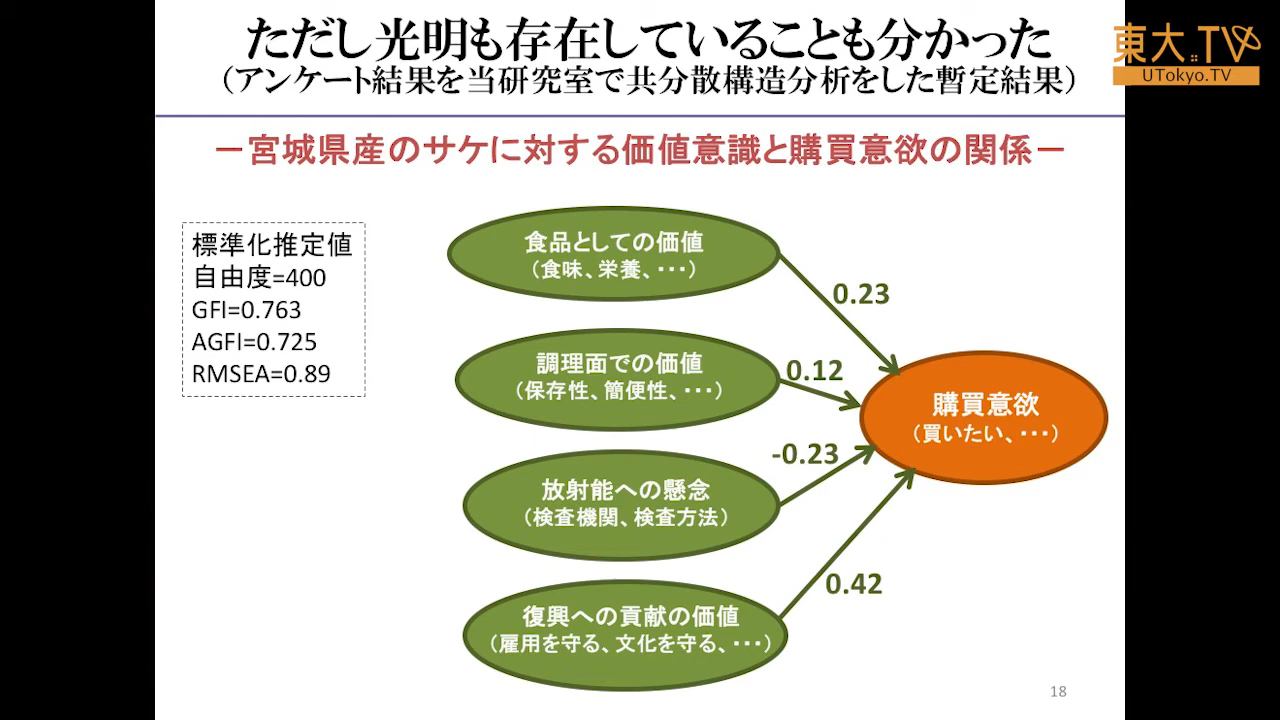 ただし光明も存在していることも分かった
（アンケート結果を当研究室で共分散構造分析をした暫定結果）
東大TV
UTokyo.TV
－宮城県産のサケに対する価値意識と購買意欲の関係－
標準化推定値
自由度=400
GFI=0.763
AGFI=0.725
RMSEA=0.89
食品としての価値
（食味、栄養、・・・）
0.23
調理面での価値
（保存性、簡便性、・・・）
0.12
購買意欲
（買いたい、・・・）
-0.23
放射能への懸念
（検査機関、検査方法）
0.42
復興への貢献の価値
（雇用を守る、文化を守る、・・・）
18